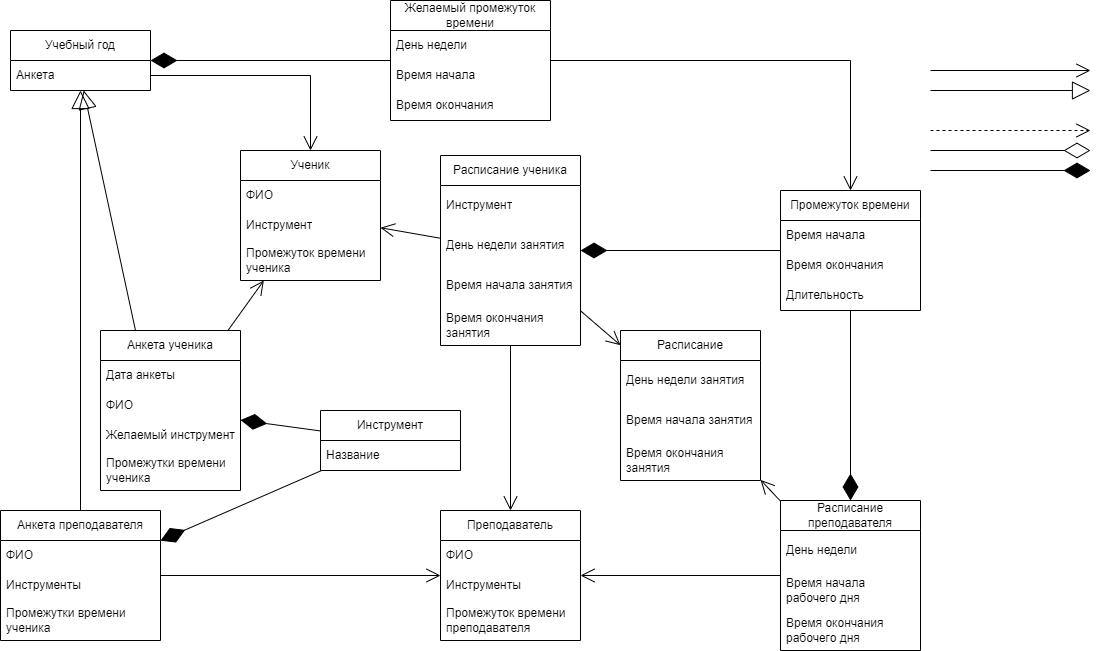 Учебный год
Анкета
Желаемый промежуток
времени
День недели
Время начала
Время окончания
Ученик
ФИО
Инструмент
Промежуток времени
ученика
Расписание ученика
Инструмент
День недели занятия
Время начала занятия
Время окончания
занятия
Промежуток времени
Время начала
Время окончания
Длительность
Анкета ученика
Дата анкеты
ФИО
Желаемый инструмент
Промежутки времени
ученика
Инструмент
Название
Расписание
День недели занятия
Время начала занятия
Время окончания
занятия
Анкета преподавателя
ФИО
Инструменты
Промежутки времени
ученика
Преподаватель
ФИО
Инструменты
Промежуток времени
преподавателя
Расписание
преподавателя
День недели
Время начала
рабочего дня
Время окончания
рабочего дня